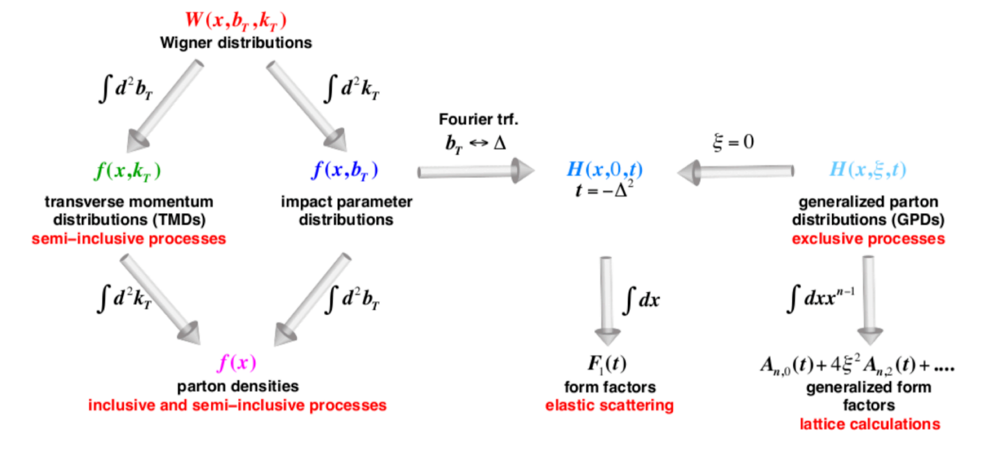 W(x,b_T,k_T)
Wigner distributions
∫d²b_T
∫d²k_T
Fourier trf.
b_T ↔ Δ
ξ = 0
f(x,k_T)
transverse momentum
distributions (TMDs)
semi–inclusive processes
f(x,b_T)
impact parameter
distributions
H(x,0,t)
t = −Δ²
H(x,ξ,t)
generalized parton
distributions (GPDs)
exclusive processes
∫d²k_T
∫d²b_T
∫dx
∫dxx^{n−1}
f(x)
parton densities
inclusive and semi–inclusive processes
F_1(t)
form factors
elastic scattering
A_{n,0}(t) + 4ξ² A_{n,2}(t) + ....
generalized form
factors
lattice calculations